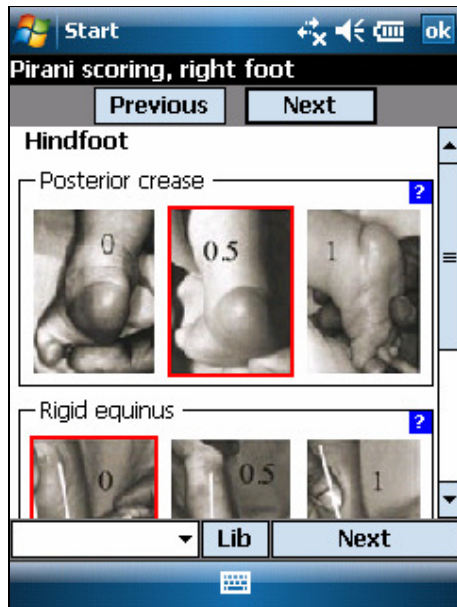 Start
ok
Pirani scoring, right foot
Previous Next
Hindfoot
Posterior crease
?
0 0.5 1
Rigid equinus
?
0 0.5 1
Lib Next